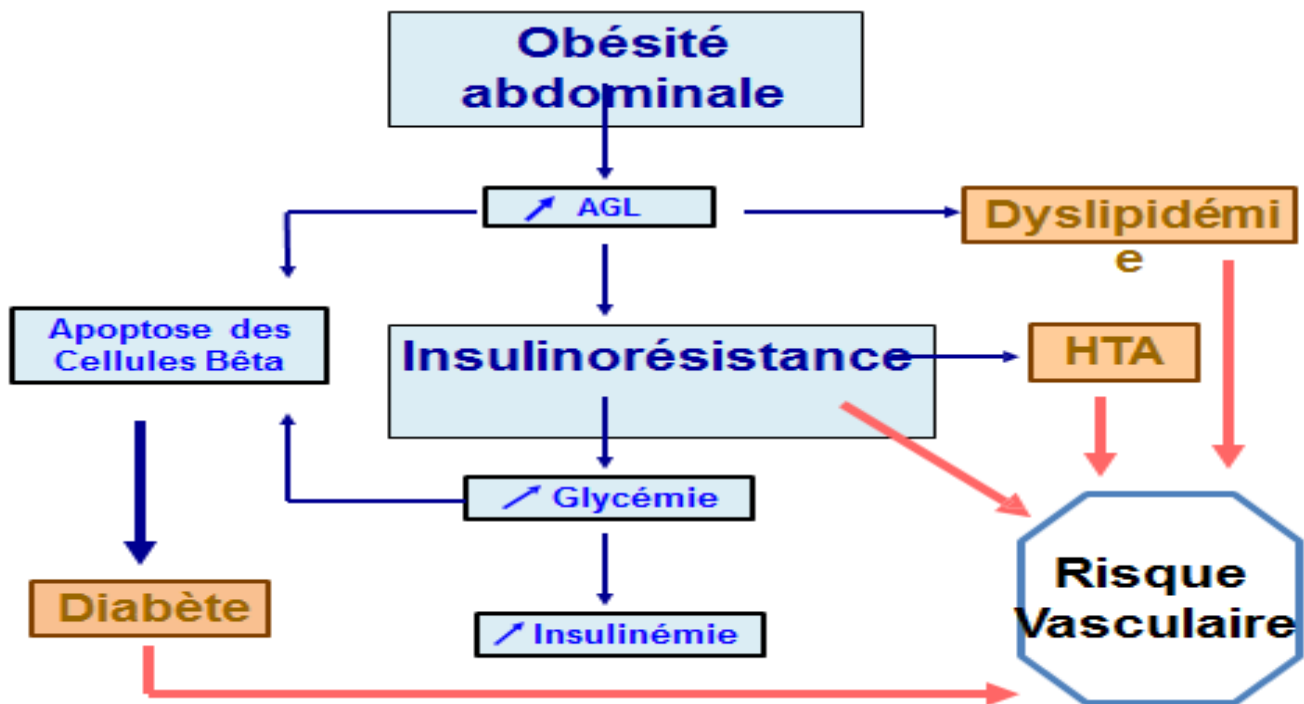 Obésité
abdominale
↗ AGL
Dyslipidémi
e
Apoptose des
Cellules Bêta
Insulinorésistance
HTA
↗ Glycémie
Diabète
↗ Insulinémie
Risque
Vasculaire